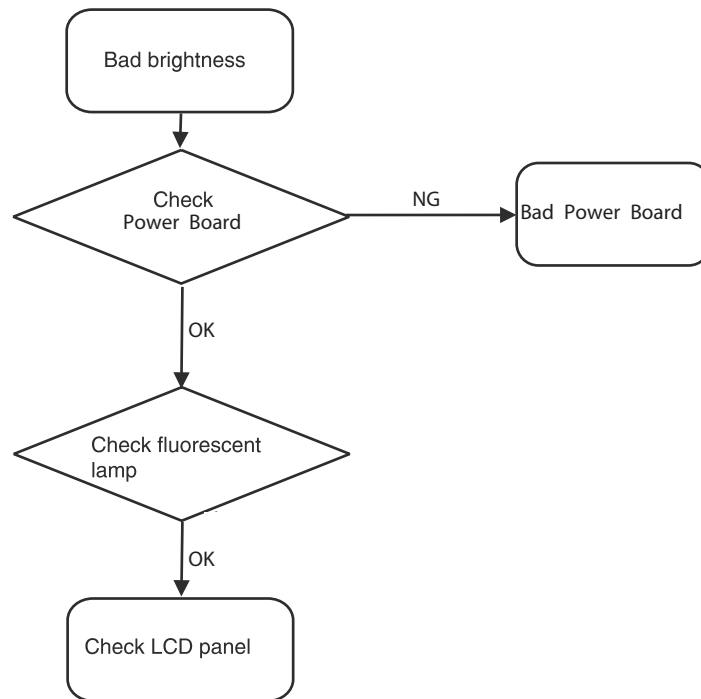 Bad brightness
Check
Power Board
NG
Bad Power Board
OK
Check fluorescent
lamp
OK
Check LCD panel